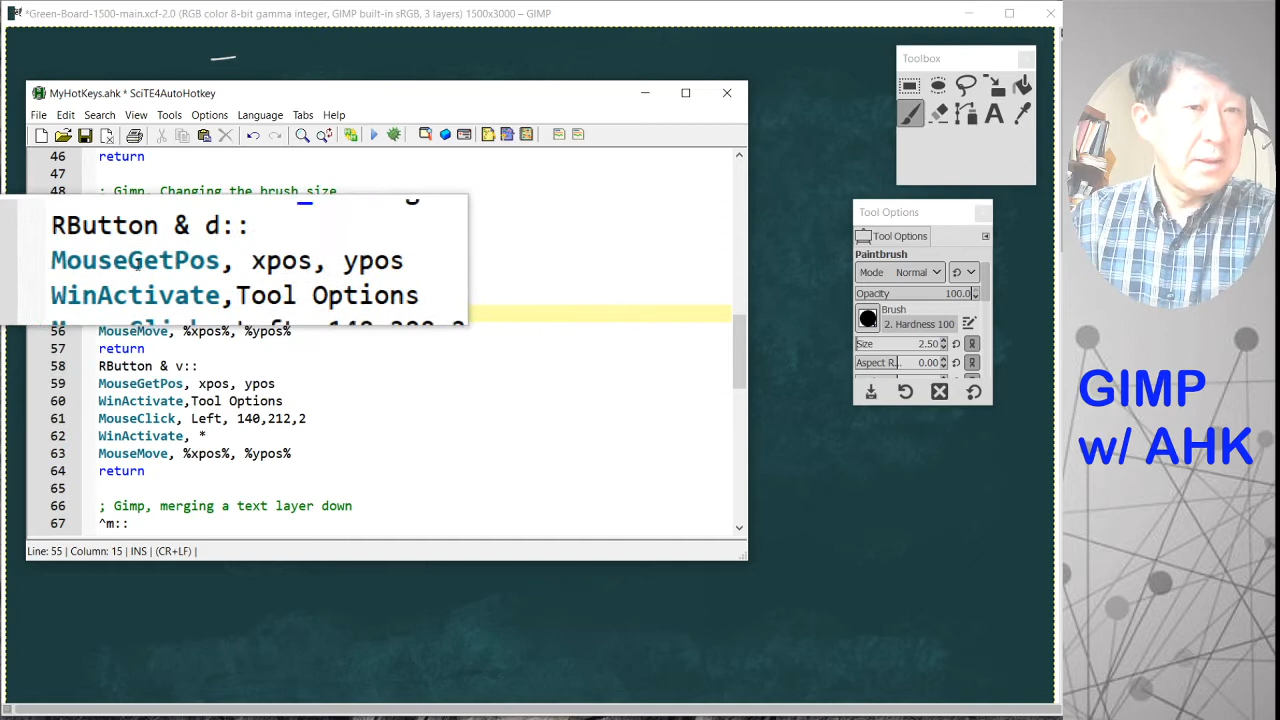 *Green-Board-1500-main.xcf-2.0 (RGB color 8-bit gamma integer, GIMP built-in sRGB, 3 layers) 1500x3000 – GIMP
MyHotKeys.ahk * SciTE4AutoHotkey
File Edit Search View Tools Options Language Tabs Help
46 return
47
48 ; Gimp, Changing the brush size
RButton & d::
MouseGetPos, xpos, ypos
WinActivate,Tool Options
56 MouseMove, %xpos%, %ypos%
57 return
58 RButton & v::
59 MouseGetPos, xpos, ypos
60 WinActivate,Tool Options
61 MouseClick, Left, 140,212,2
62 WinActivate, *
63 MouseMove, %xpos%, %ypos%
64 return
65
66 ; Gimp, merging a text layer down
67 ^m::
Line: 55 | Column: 15 | INS | (CR+LF) |
Toolbox
Tool Options
Tool Options
Paintbrush
Mode Normal
Opacity 100.0
Brush
2. Hardness 100
Size 2.50
Aspect R... 0.00
GIMP
w/ AHK